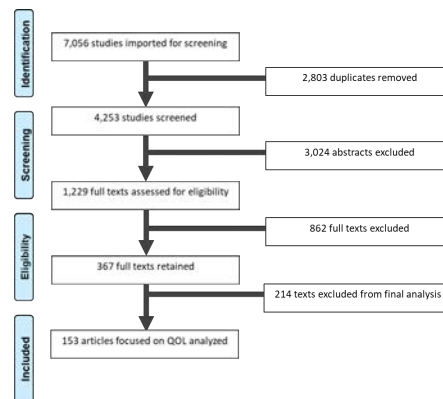 Identification
7,056 studies imported for screening
2,803 duplicates removed
Screening
4,253 studies screened
3,024 abstracts excluded
1,229 full texts assessed for eligibility
Eligibility
862 full texts excluded
367 full texts retained
214 texts excluded from final analysis
Included
153 articles focused on QOL analyzed